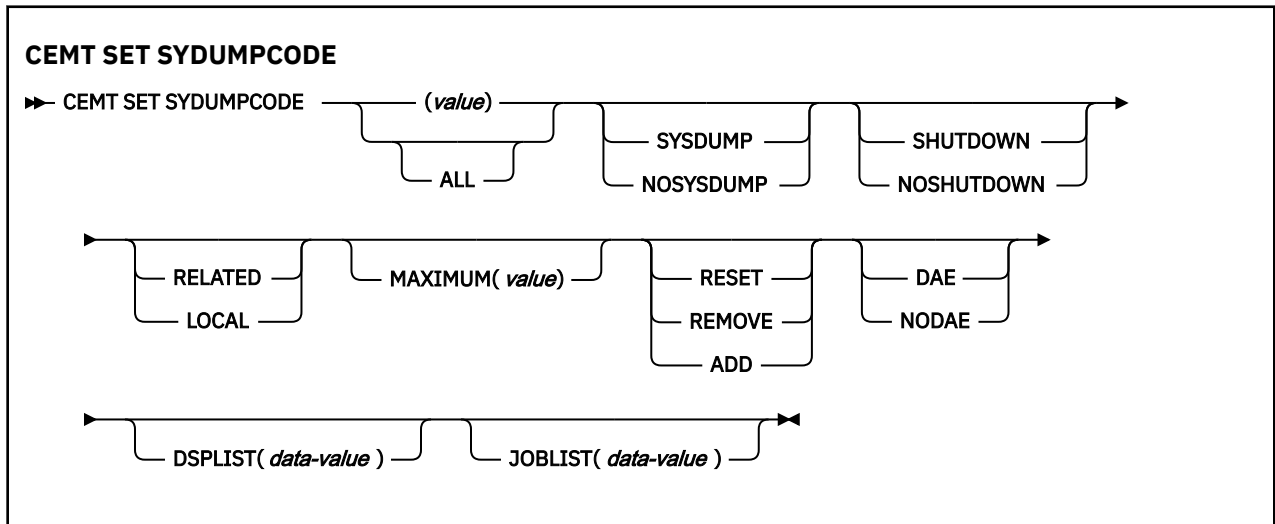 CEMT SET SYDUMPCODE
CEMT SET SYDUMPCODE (value)
ALL
SYSDUMP
NOSYSDUMP
SHUTDOWN
NOSHUTDOWN
RELATED
LOCAL
MAXIMUM( value)
RESET
REMOVE
ADD
DAE
NODAE
DSPLIST( data-value )
JOBLIST( data-value )